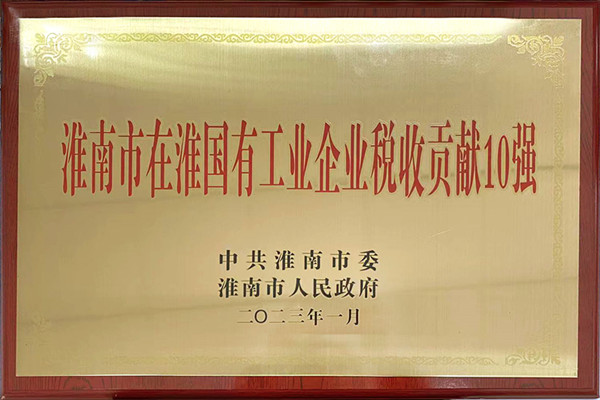 淮南市在淮国有工业企业税收贡献10强
中共淮南市委
淮南市人民政府
二〇二三年一月